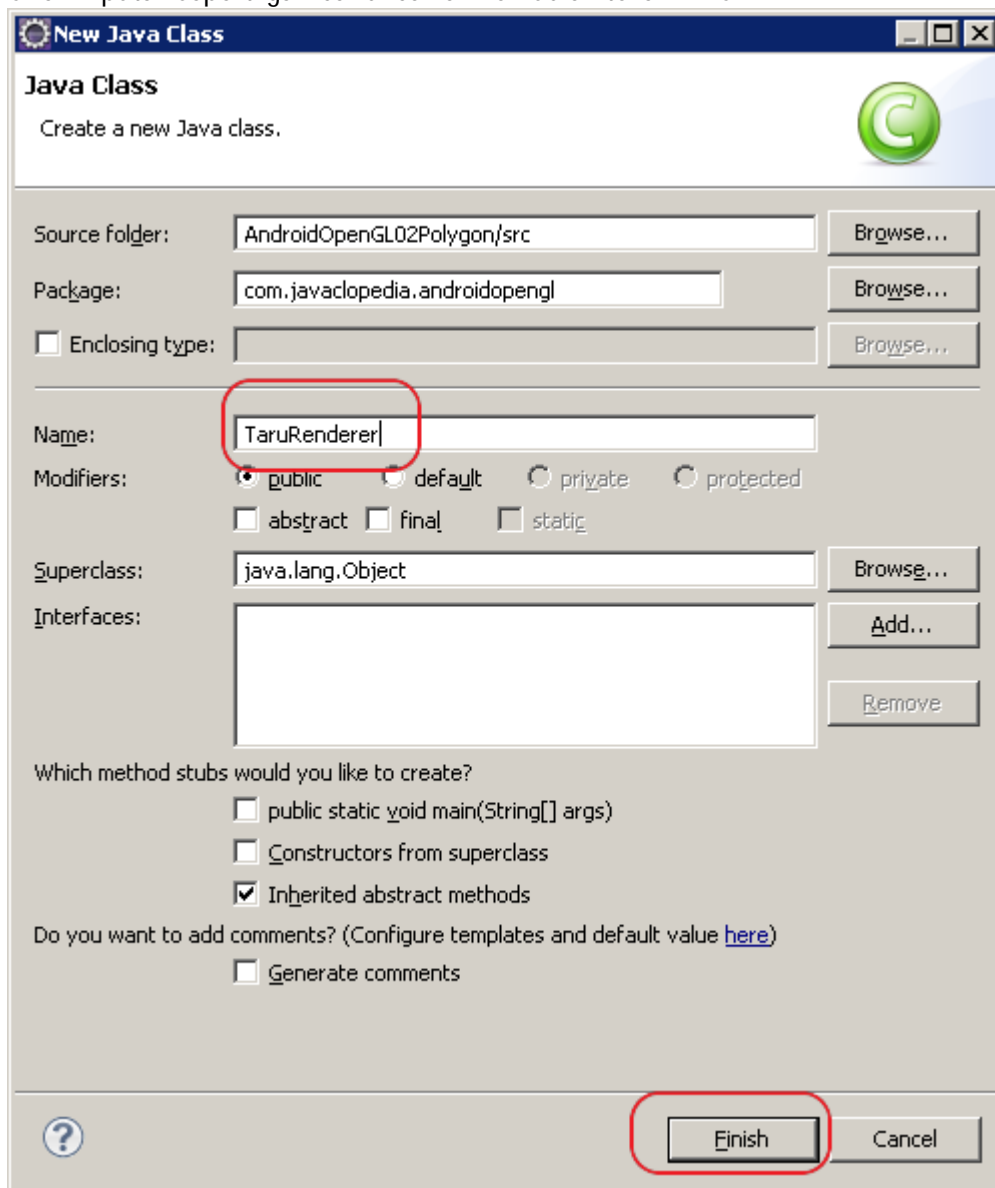 New Java Class
Java Class
Create a new Java class.
Source folder: AndroidOpenGL02Polygon/src Browse...
Package: com.javaclopedia.androidopengl Browse...
Enclosing type: Browse...
Name: TaruRenderer
Modifiers: public default private protected
abstract final static
Superclass: java.lang.Object Browse...
Interfaces: Add...
Remove
Which method stubs would you like to create?
public static void main(String[] args)
Constructors from superclass
Inherited abstract methods
Do you want to add comments? (Configure templates and default value here)
Generate comments
Finish Cancel